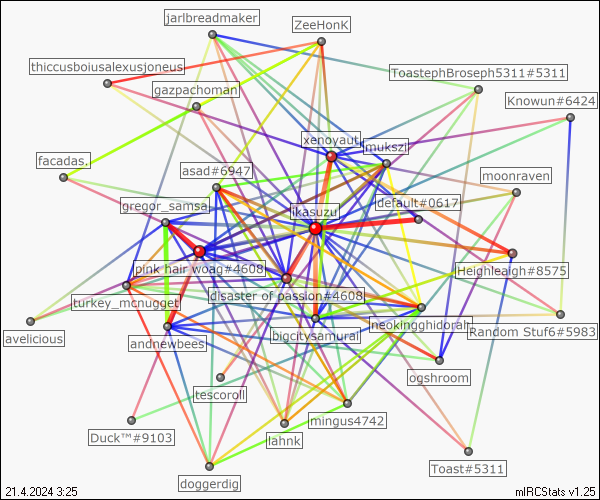 jarlbreadmaker
ZeeHonK
thiccusboiusalexusjoneus
ToastephBroseph5311#5311
gazpachoman
Knowun#6424
xenoyaut
mukszi
facadas.
asad#6947
moonraven
default#0617
gregor_samsa
ikasuzu
pink hair woag#4608
Heighleaigh#8575
turkey_mcnugget
disaster of passion#4608
neokingghidorah
avelicious
andnewbees
bigcitysamurai
Random Stuf6#5983
ogshroom
tescoroll
mingus4742
Duck™#9103
lahnk
Toast#5311
doggerdig
21.4.2024 3:25
mIRCStats v1.25